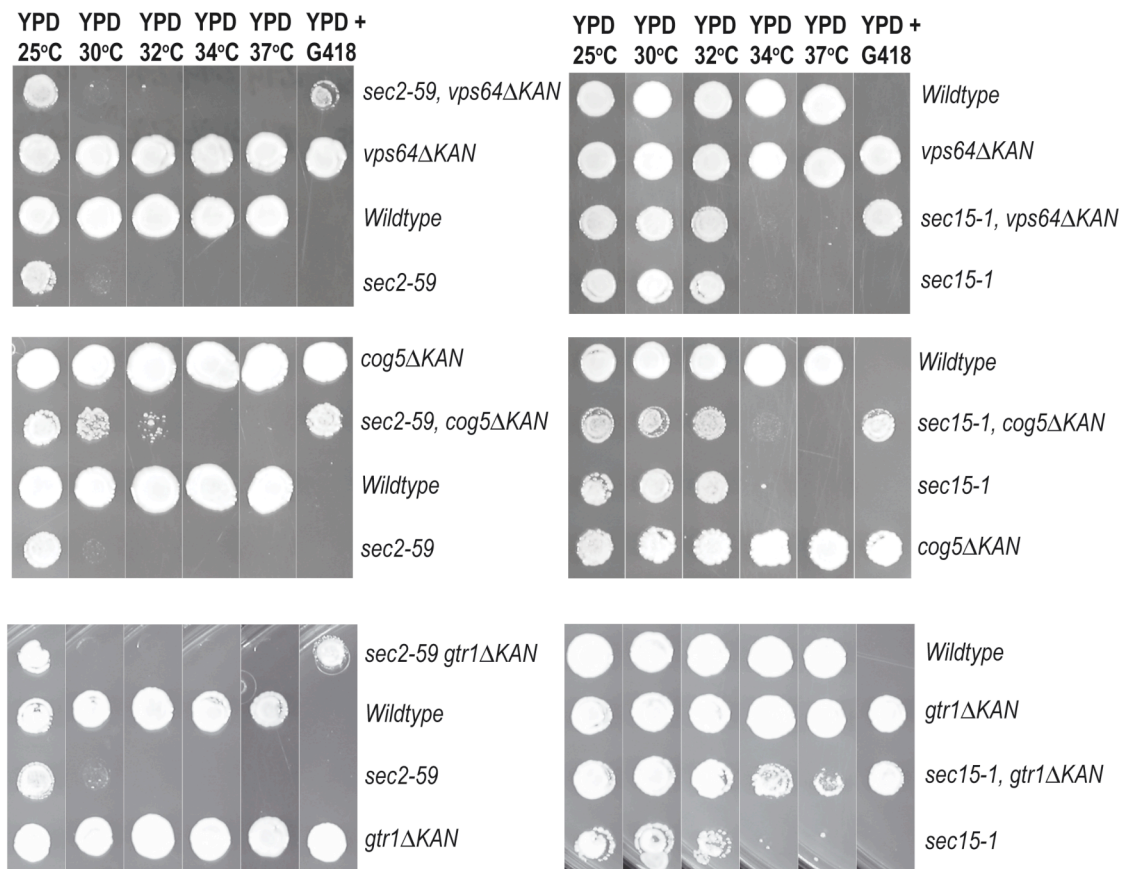 YPD YPD YPD YPD YPD YPD +
25°C 30°C 32°C 34°C 37°C G418
sec2-59, vps64ΔKAN
vps64ΔKAN
Wildtype
sec2-59
YPD YPD YPD YPD YPD YPD +
25°C 30°C 32°C 34°C 37°C G418
Wildtype
vps64ΔKAN
sec15-1, vps64ΔKAN
sec15-1
cog5ΔKAN
sec2-59, cog5ΔKAN
Wildtype
sec2-59
Wildtype
sec15-1, cog5ΔKAN
sec15-1
cog5ΔKAN
sec2-59 gtr1ΔKAN
Wildtype
sec2-59
gtr1ΔKAN
Wildtype
gtr1ΔKAN
sec15-1, gtr1ΔKAN
sec15-1